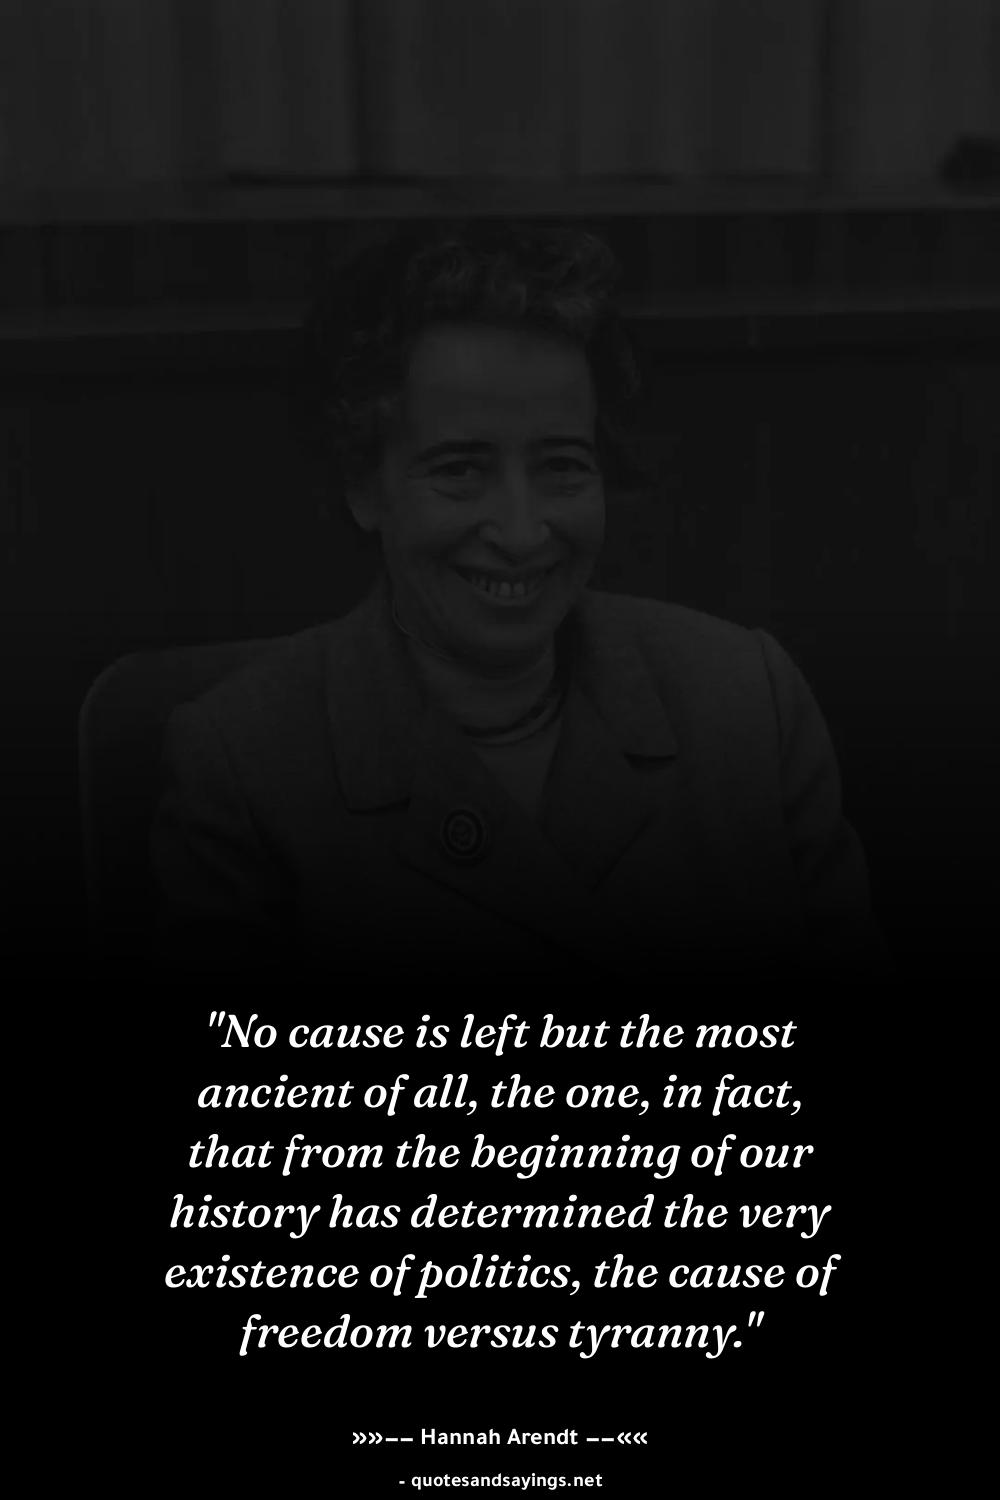 "No cause is left but the most
ancient of all, the one, in fact,
that from the beginning of our
history has determined the very
existence of politics, the cause of
freedom versus tyranny."
»»–– Hannah Arendt ––««
- quotesandsayings.net